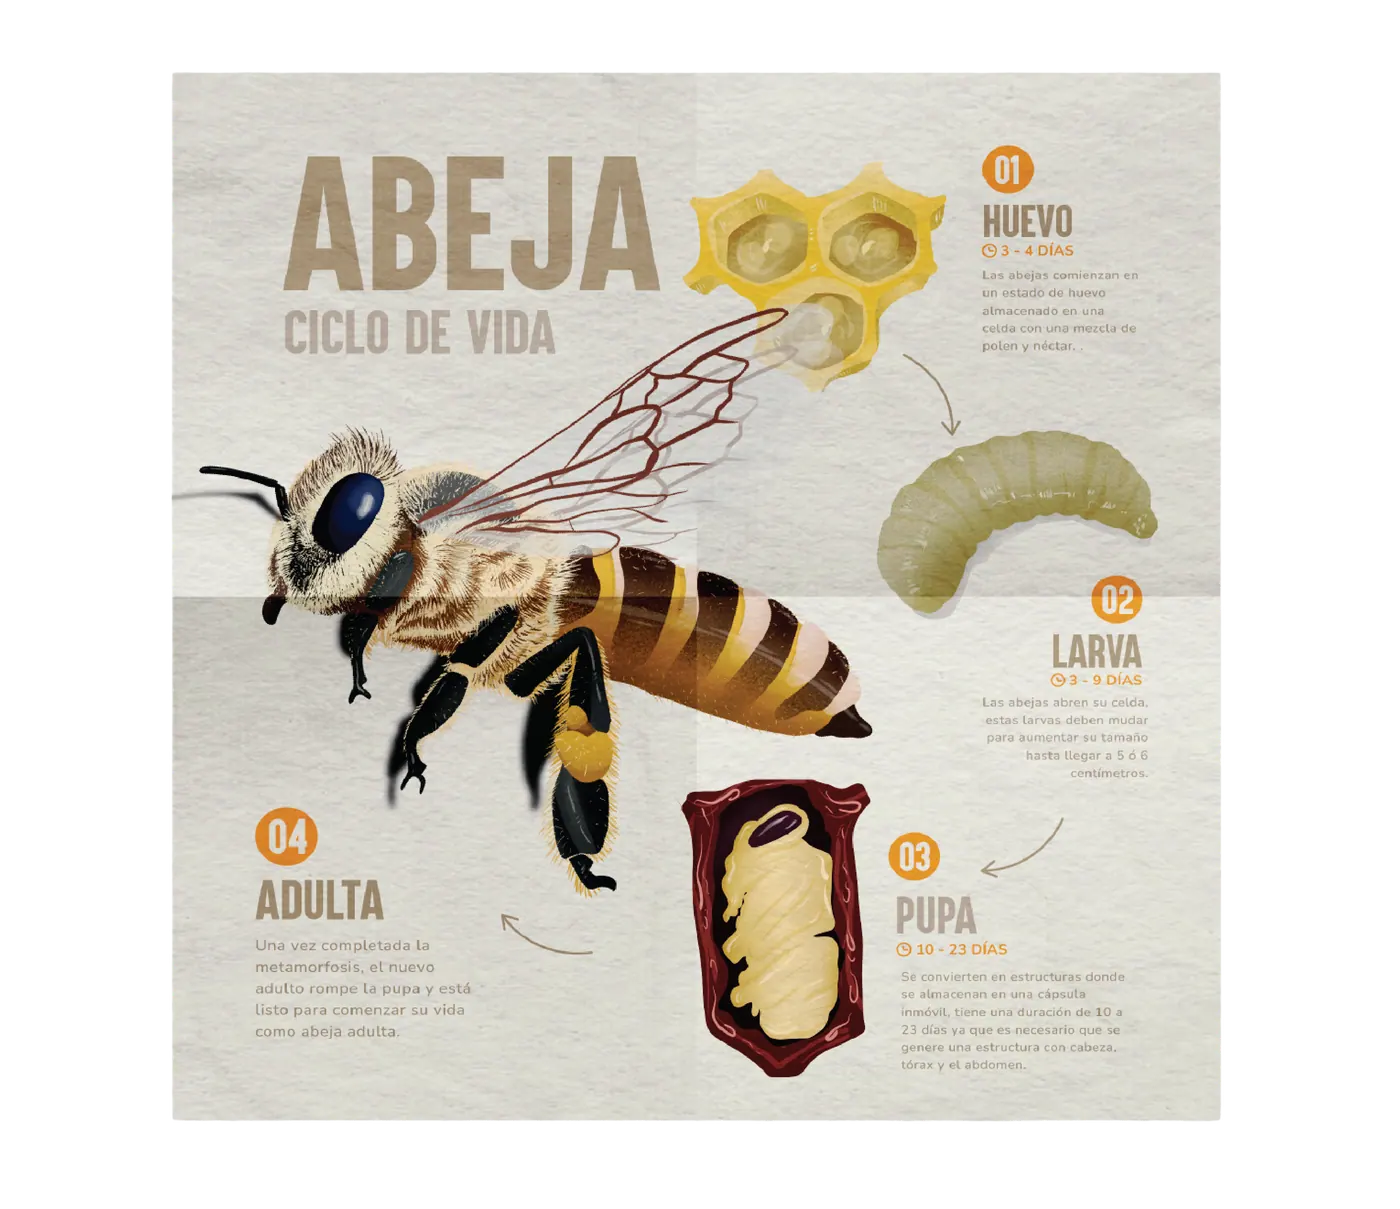 ABEJA
CICLO DE VIDA
01
HUEVO
3 - 4 DÍAS
Las abejas comienzan en
un estado de huevo
almacenado en una
celda con una mezcla de
polen y néctar. .
02
LARVA
3 - 9 DÍAS
Las abejas abren su celda,
estas larvas deben mudar
para aumentar su tamaño
hasta llegar a 5 ó 6
centímetros.
03
PUPA
10 - 23 DÍAS
Se convierten en estructuras donde
se almacenan en una cápsula
inmóvil, tiene una duración de 10 a
23 días ya que es necesario que se
genere una estructura con cabeza,
tórax y el abdomen.
04
ADULTA
Una vez completada la
metamorfosis, el nuevo
adulto rompe la pupa y está
listo para comenzar su vida
como abeja adulta.